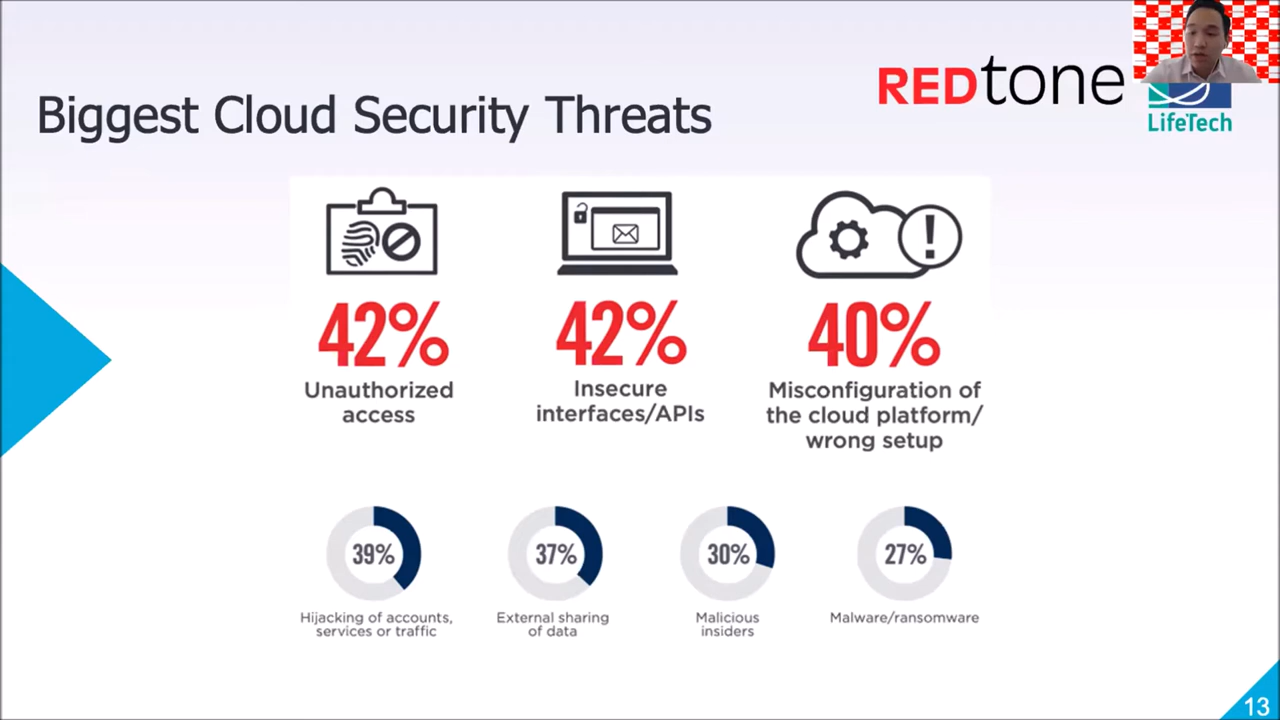 REDtone
LifeTech
Biggest Cloud Security Threats
42%
Unauthorized
access
42%
Insecure
interfaces/APIs
40%
Misconfiguration of
the cloud platform/
wrong setup
39%
Hijacking of accounts,
services or traffic
37%
External sharing
of data
30%
Malicious
insiders
27%
Malware/ransomware
13